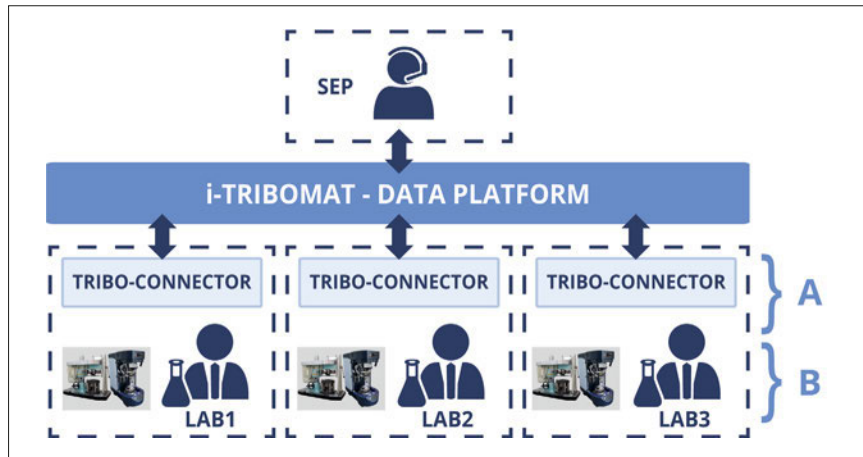 SEP
i-TRIBOMAT - DATA PLATFORM
TRIBO-CONNECTOR TRIBO-CONNECTOR TRIBO-CONNECTOR
A
B
LAB1 LAB2 LAB3